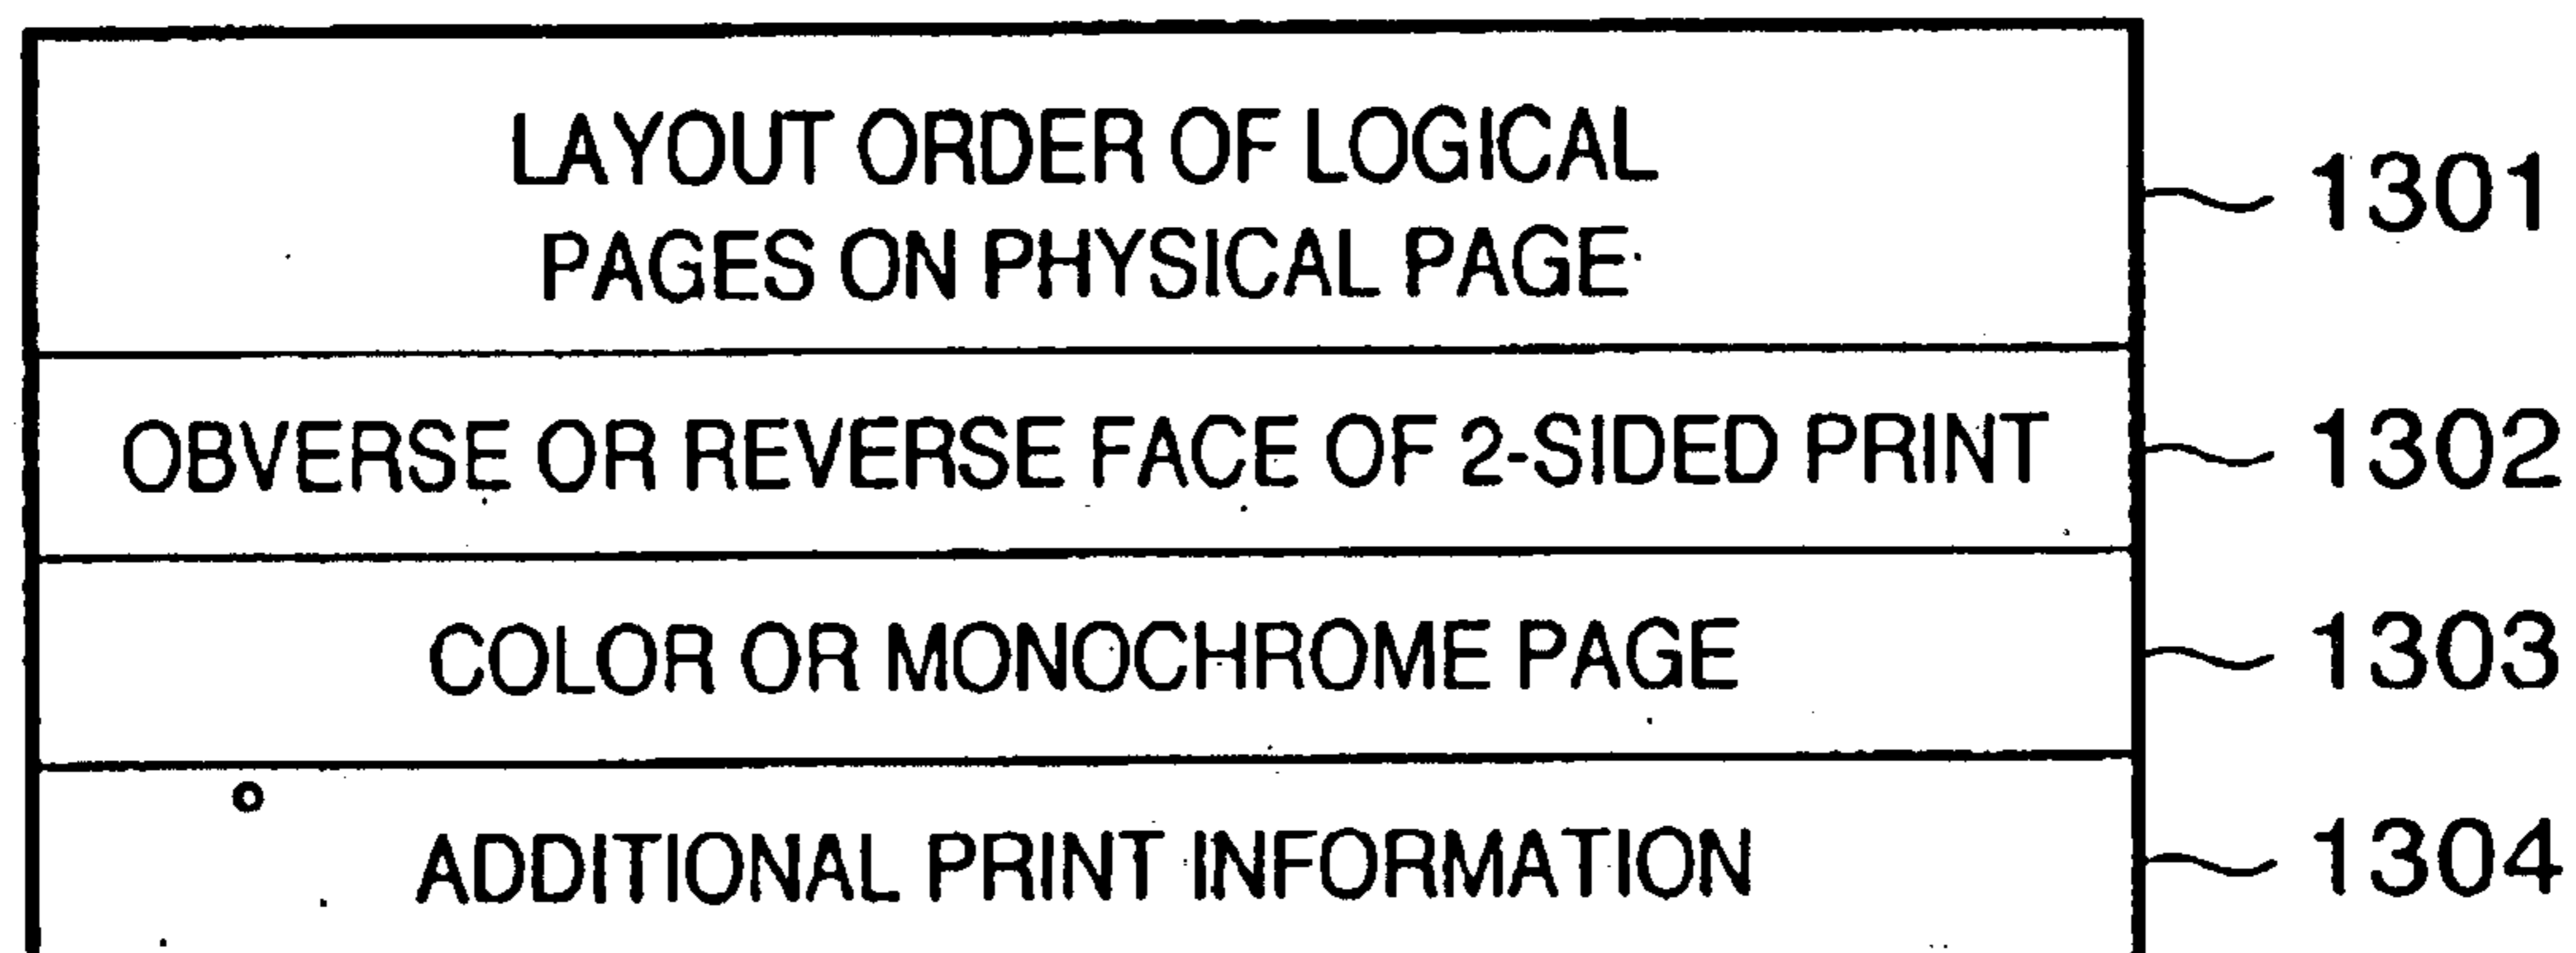 LAYOUT ORDER OF LOGICAL
PAGES ON PHYSICAL PAGE
1301
OBVERSE OR REVERSE FACE OF 2-SIDED PRINT
1302
COLOR OR MONOCHROME PAGE
1303
ADDITIONAL PRINT INFORMATION
1304